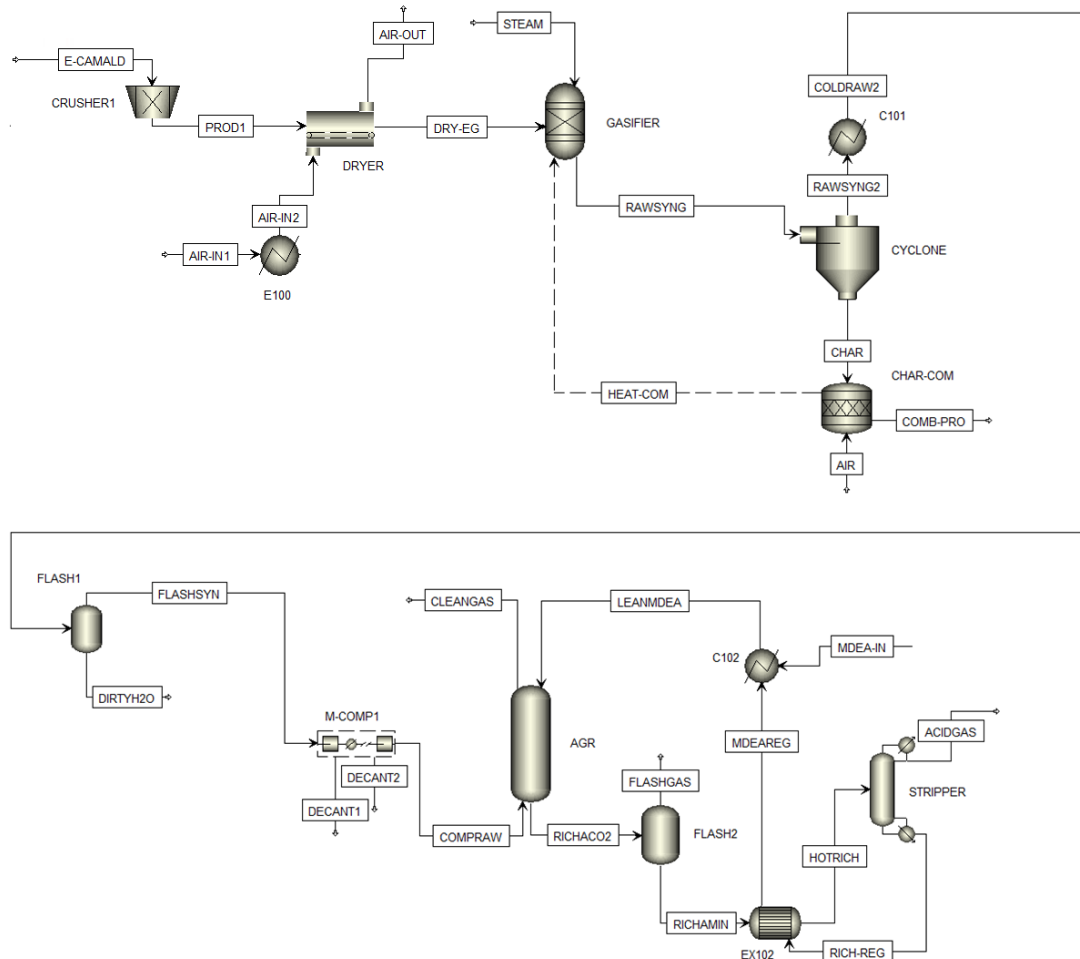 STEAM
AIR-OUT
E-CAMALD
COLDRAW2
CRUSHER1
C101
GASIFIER
PROD1
DRY-EG
DRYER
RAWSYNG2
RAWSYNG
AIR-IN2
CYCLONE
AIR-IN1
E100
CHAR
CHAR-COM
HEAT-COM
COMB-PRO
AIR
FLASH1
FLASHSYN
CLEANGAS
LEANMDEA
MDEA-IN
C102
DIRTYH2O
M-COMP1
ACIDGAS
AGR
MDEAREG
DECANT2
FLASHGAS
STRIPPER
DECANT1
COMPRAW
RICHACO2
FLASH2
HOTRICH
RICHAMIN
EX102
RICH-REG